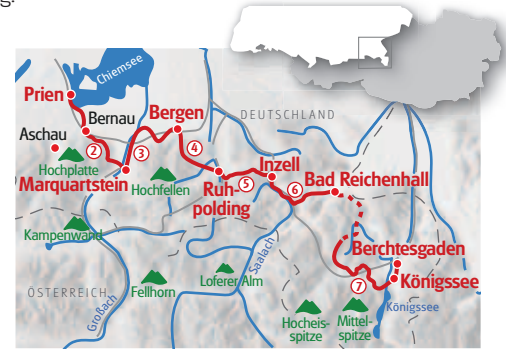 g.
Chiemsee
Prien
Bernau
Bergen
DEUTSCHLAND
Aschau
2
3
4
Hochplatte
Marquartstein
Hochfellen
Ruh-
polding
5
Inzell
6
Bad Reichenhall
Kampenwand
Saalach
Berchtesgaden
ÖSTERREICH
Großach
Fellhorn
Loferer Alm
7
Königssee
Königssee
Hocheis-
spitze
Mittel-
spitze